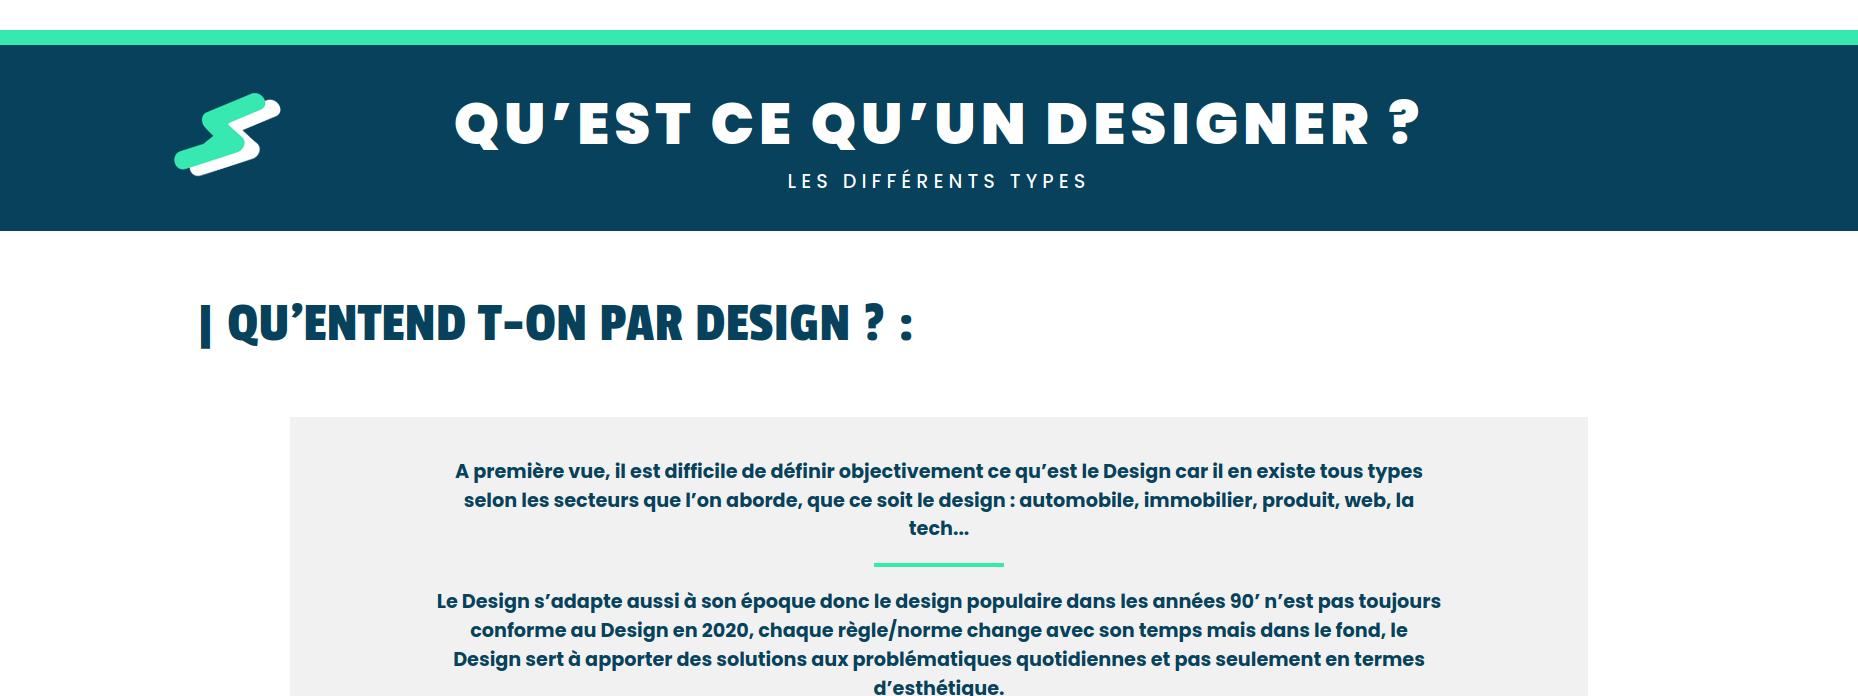 QU’EST CE QU’UN DESIGNER ?
LES DIFFÉRENTS TYPES
| QU’ENTEND T-ON PAR DESIGN ? :
A première vue, il est difficile de définir objectivement ce qu’est le Design car il en existe tous types
selon les secteurs que l’on aborde, que ce soit le design : automobile, immobilier, produit, web, la
tech...
Le Design s’adapte aussi à son époque donc le design populaire dans les années 90’ n’est pas toujours
conforme au Design en 2020, chaque règle/norme change avec son temps mais dans le fond, le
Design sert à apporter des solutions aux problématiques quotidiennes et pas seulement en termes
d’esthétique.